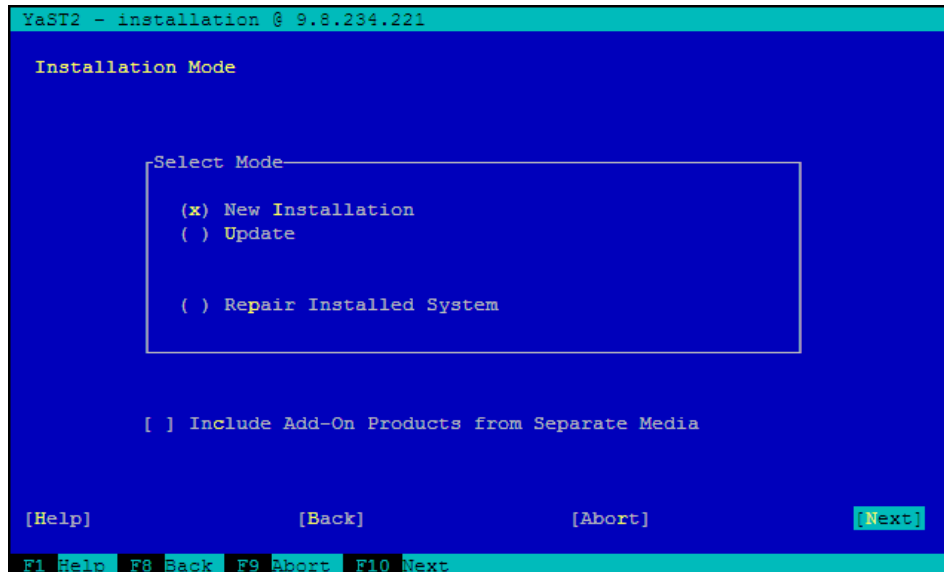 YaST2 - installation @ 9.8.234.221
Installation Mode
Select Mode
(x) New Installation
( ) Update
( ) Repair Installed System
[ ] Include Add-On Products from Separate Media
[Help] [Back] [Abort] [Next]
F1 Help F8 Back F9 Abort F10 Next